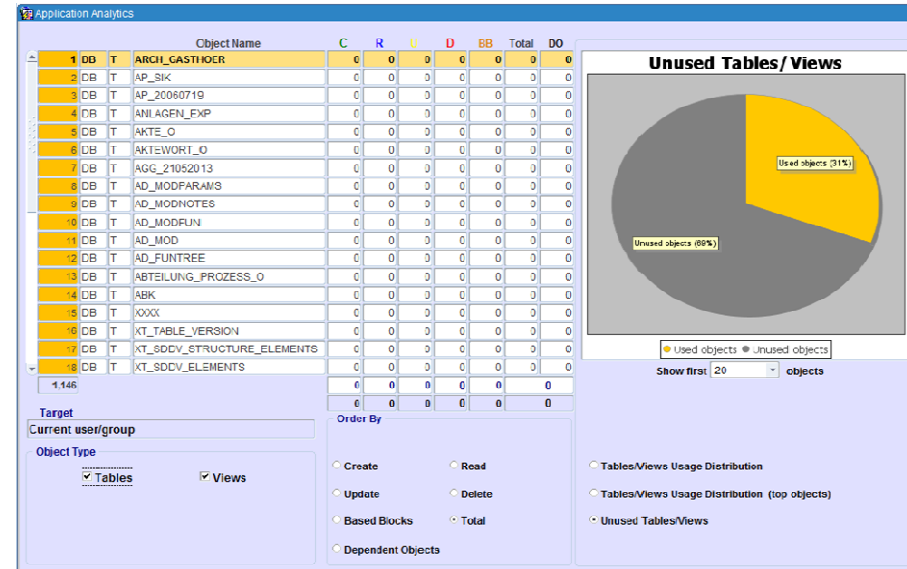 Application Analytics
Object Name C R U D BB Total DO
1 DB T ARCH_GASTHOER 0 0 0 0 0 0 0
2 DB T AP_SIK 0 0 0 0 0 0 0
3 DB T AP_20060719 0 0 0 0 0 0 0
4 DB T ANLAGEN_EXP 0 0 0 0 0 0 0
5 DB T AKTE_O 0 0 0 0 0 0 0
6 DB T AKTEWORT_O 0 0 0 0 0 0 0
7 DB T AGG_21052013 0 0 0 0 0 0 0
8 DB T AD_MODPARAMS 0 0 0 0 0 0 0
9 DB T AD_MODNOTES 0 0 0 0 0 0 0
10 DB T AD_MODFUN 0 0 0 0 0 0 0
11 DB T AD_MOD 0 0 0 0 0 0 0
12 DB T AD_FUNTREE 0 0 0 0 0 0 0
13 DB T ABTEILUNG_PROZESS_O 0 0 0 0 0 0 0
14 DB T ABK 0 0 0 0 0 0 0
15 DB T XXXX 0 0 0 0 0 0 0
16 DB T XT_TABLE_VERSION 0 0 0 0 0 0 0
17 DB T XT_SDDV_STRUCTURE_ELEMENTS 0 0 0 0 0 0 0
18 DB T XT_SDDV_ELEMENTS 0 0 0 0 0 0 0
1.146 0 0 0 0 0 0
0 0 0 0 0 0
Unused Tables/Views
Used objects (31%)
Unused objects (69%)
Used objects Unused objects
Show first 20 objects
Target
Current user/group
Object Type
Tables Views
Order By
Create Read
Update Delete
Based Blocks Total
Dependent Objects
Tables/Views Usage Distribution
Tables/Views Usage Distribution (top objects)
Unused Tables/Views